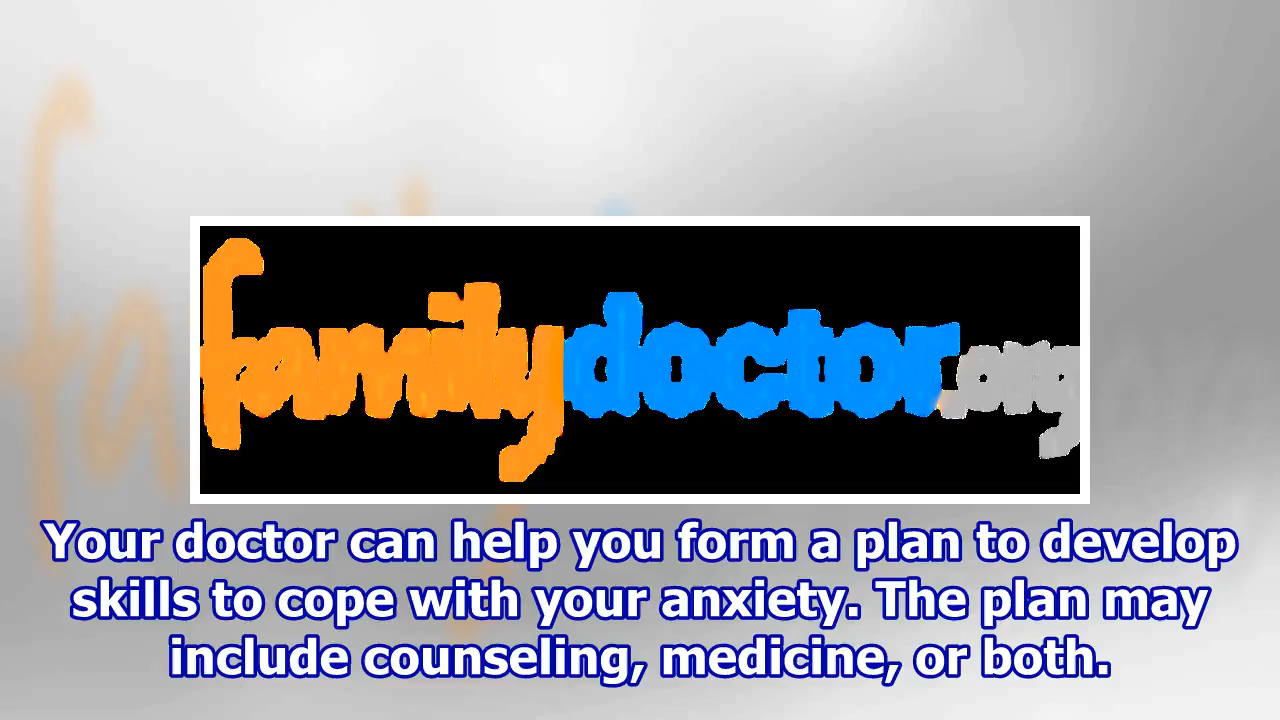 familydoctor.org
Your doctor can help you form a plan to develop
skills to cope with your anxiety. The plan may
include counseling, medicine, or both.